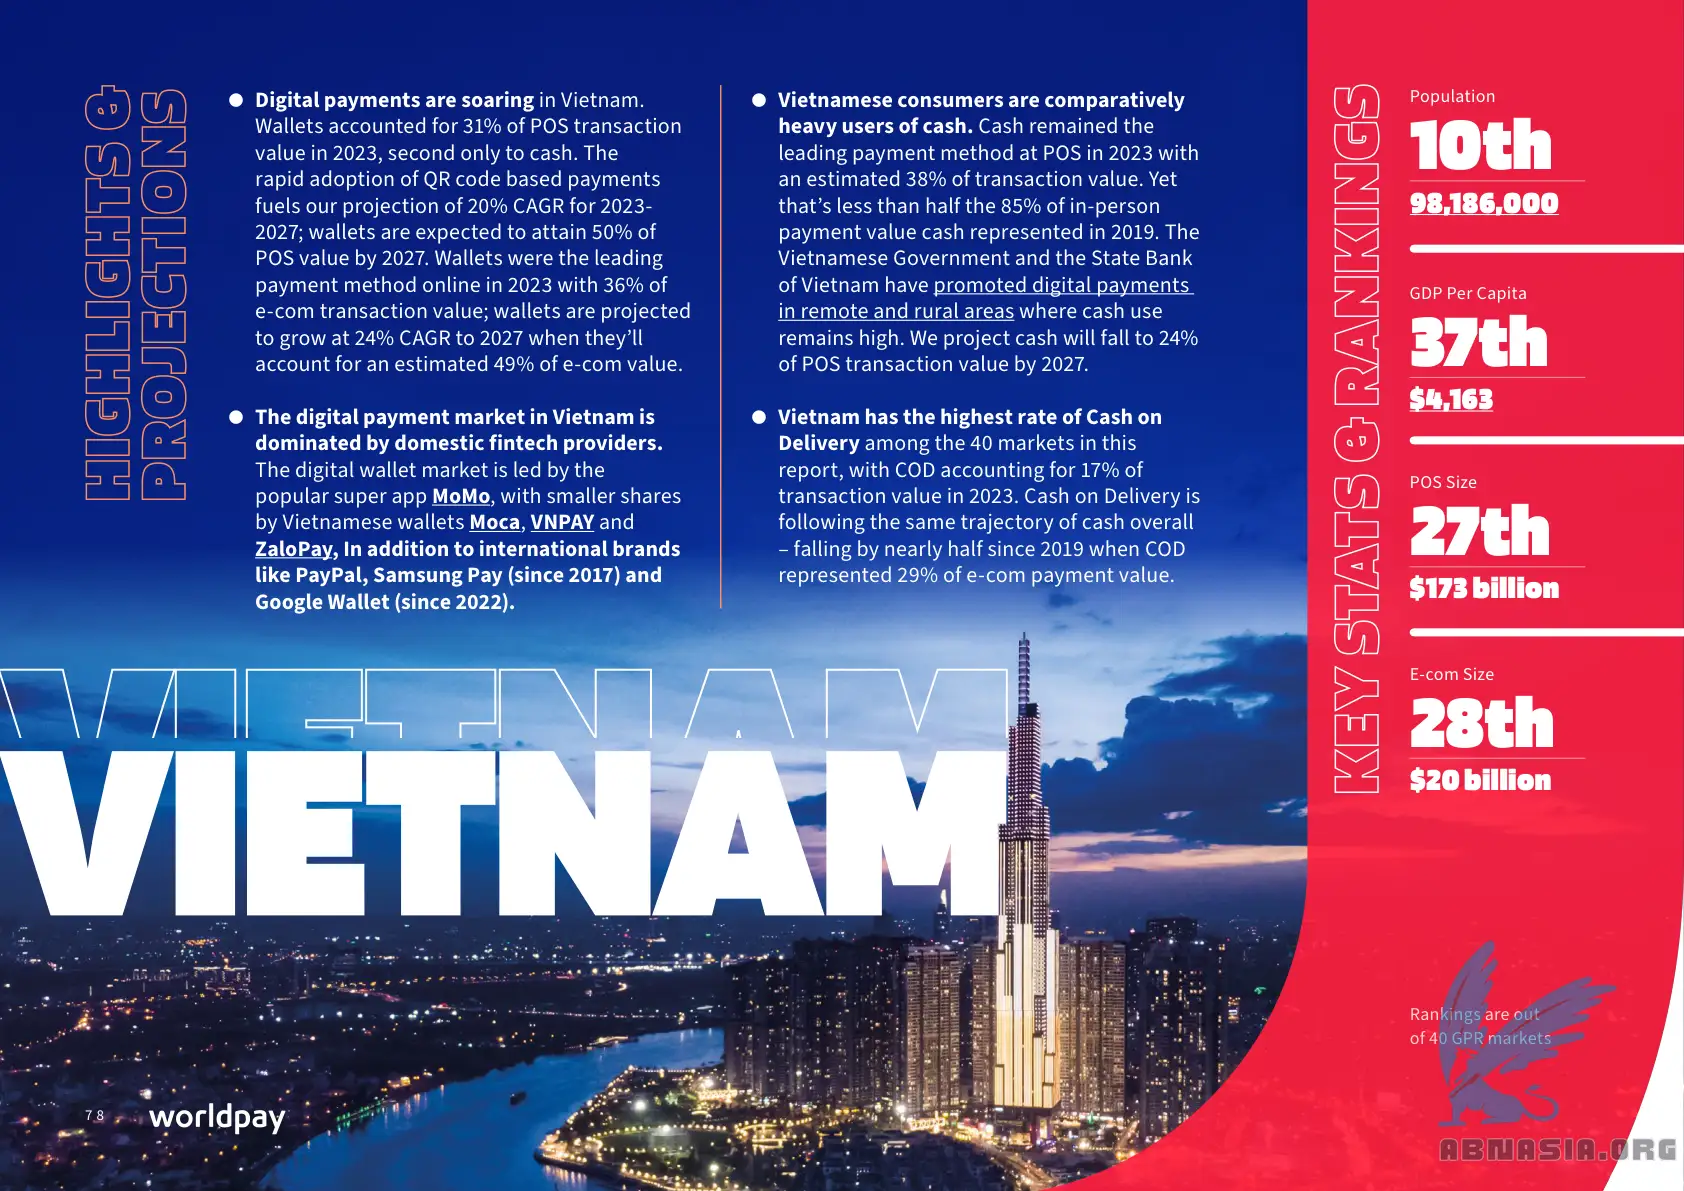 HIGHLIGHTS &
PROJECTIONS
● Digital payments are soaring in Vietnam.
Wallets accounted for 31% of POS transaction
value in 2023, second only to cash. The
rapid adoption of QR code based payments
fuels our projection of 20% CAGR for 2023-
2027; wallets are expected to attain 50% of
POS value by 2027. Wallets were the leading
payment method online in 2023 with 36% of
e-com transaction value; wallets are projected
to grow at 24% CAGR to 2027 when they’ll
account for an estimated 49% of e-com value.
● The digital payment market in Vietnam is
dominated by domestic fintech providers.
The digital wallet market is led by the
popular super app MoMo, with smaller shares
by Vietnamese wallets Moca, VNPAY and
ZaloPay, In addition to international brands
like PayPal, Samsung Pay (since 2017) and
Google Wallet (since 2022).
● Vietnamese consumers are comparatively
heavy users of cash. Cash remained the
leading payment method at POS in 2023 with
an estimated 38% of transaction value. Yet
that’s less than half the 85% of in-person
payment value cash represented in 2019. The
Vietnamese Government and the State Bank
of Vietnam have promoted digital payments
in remote and rural areas where cash use
remains high. We project cash will fall to 24%
of POS transaction value by 2027.
● Vietnam has the highest rate of Cash on
Delivery among the 40 markets in this
report, with COD accounting for 17% of
transaction value in 2023. Cash on Delivery is
following the same trajectory of cash overall
– falling by nearly half since 2019 when COD
represented 29% of e-com payment value.
VIETNAM
VIETNAM
KEY STATS & RANKINGS
Population
10th
98,186,000
GDP Per Capita
37th
$4,163
POS Size
27th
$173 billion
E-com Size
28th
$20 billion
Rankings are out
of 40 GPR markets
78
worldpay
ABNASIA.ORG